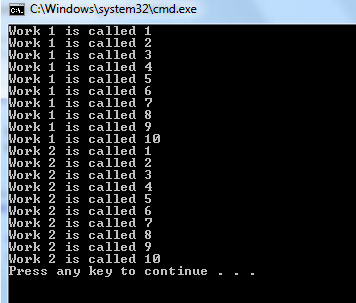 C:\Windows\system32\cmd.exe
Work 1 is called 1
Work 1 is called 2
Work 1 is called 3
Work 1 is called 4
Work 1 is called 5
Work 1 is called 6
Work 1 is called 7
Work 1 is called 8
Work 1 is called 9
Work 1 is called 10
Work 2 is called 1
Work 2 is called 2
Work 2 is called 3
Work 2 is called 4
Work 2 is called 5
Work 2 is called 6
Work 2 is called 7
Work 2 is called 8
Work 2 is called 9
Work 2 is called 10
Press any key to continue . . .